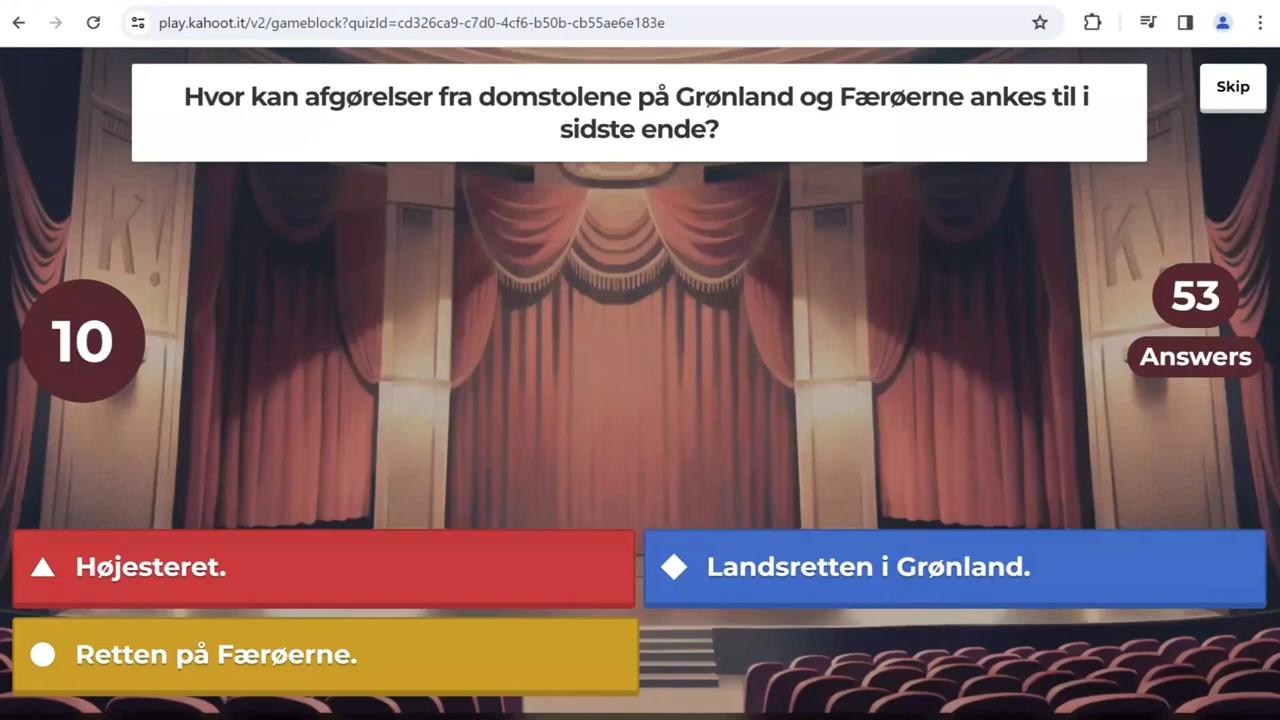 play.kahoot.it/v2/gameblock?quizId=cd326ca9-c7d0-4cf6-b50b-cb55ae6e183e
Hvor kan afgørelser fra domstolene på Grønland og Færøerne ankes til i
sidste ende?
Skip
K!
K!
10
53
Answers
Højesteret.
Landsretten i Grønland.
Retten på Færøerne.